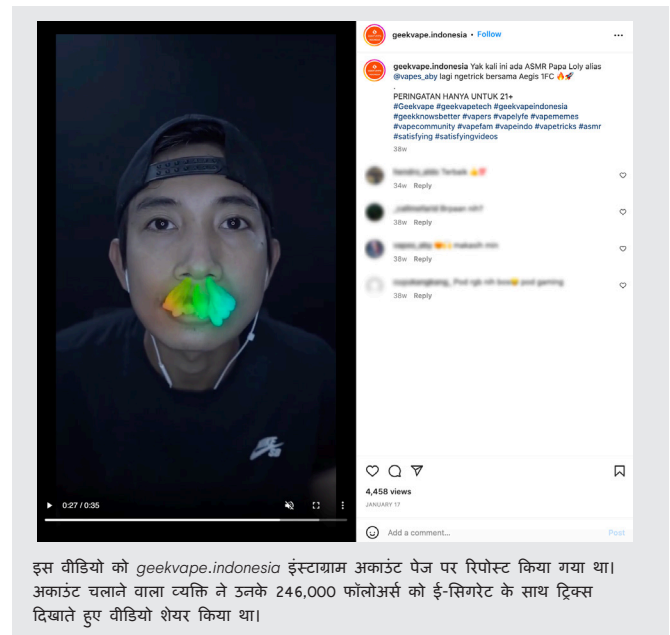 geekvape.indonesia • Follow
geekvape.indonesia Yak kali ini ada ASMR Papa Loly alias
@vapes_aby lagi ngetrick bersama Aegis 1FC 🔥🚀
.
PERINGATAN HANYA UNTUK 21+
#Geekvape #geekvapetech #geekvapeindonesia
#geekknowsbetter #vapers #vapelyfe #vapememes
#vapecommunity #vapefam #vapeindo #vapetricks #asmr
#satisfying #satisfyingvideos
38w
34w Reply
38w Reply
38w Reply
38w Reply
0:27 / 0:35
4,458 views
JANUARY 17
Add a comment...
Post
इस वीडियो को geekvape.indonesia इंस्टाग्राम अकाउंट पेज पर रिपोस्ट किया गया था।
अकाउंट चलाने वाला व्यक्ति ने उनके 246,000 फॉलोअर्स को ई-सिगरेट के साथ ट्रिक्स
दिखाते हुए वीडियो शेयर किया था।